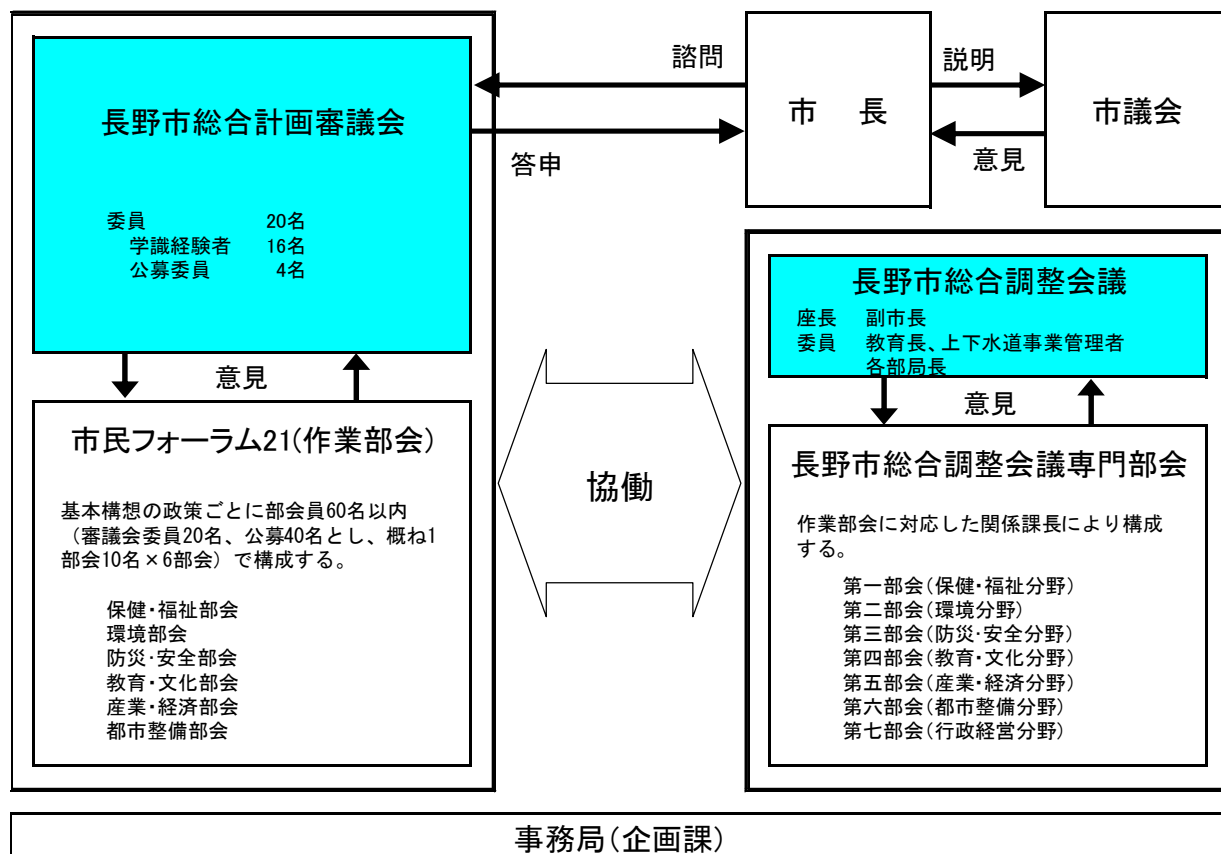 諮問
説明
長野市総合計画審議会
市 長
市議会
答申
意見
委員 20名
学識経験者 16名
公募委員 4名
長野市総合調整会議
座長 副市長
委員 教育長、上下水道事業管理者
各部局長
意見
意見
市民フォーラム21(作業部会)
基本構想の政策ごとに部会員60名以内
(審議会委員20名、公募40名とし、概ね1
部会10名×6部会)で構成する。
保健・福祉部会
環境部会
防災・安全部会
教育・文化部会
産業・経済部会
都市整備部会
協働
長野市総合調整会議専門部会
作業部会に対応した関係課長により構成
する。
第一部会(保健・福祉分野)
第二部会(環境分野)
第三部会(防災・安全分野)
第四部会(教育・文化分野)
第五部会(産業・経済分野)
第六部会(都市整備分野)
第七部会(行政経営分野)
事務局(企画課)